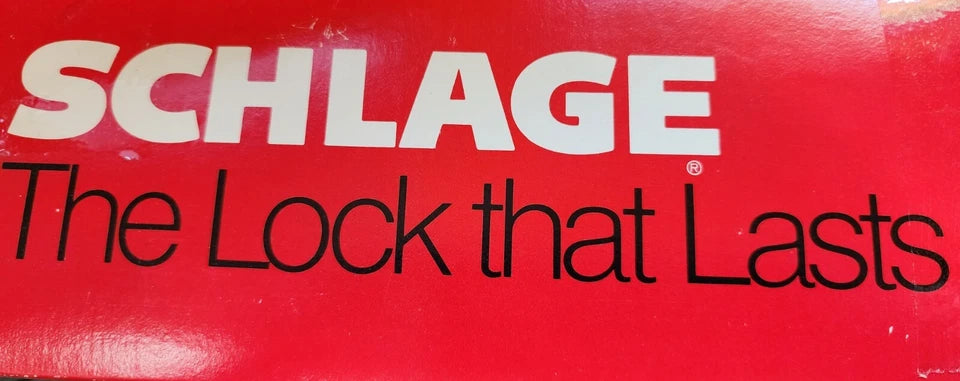 SCHLAGE®
The Lock that Lasts